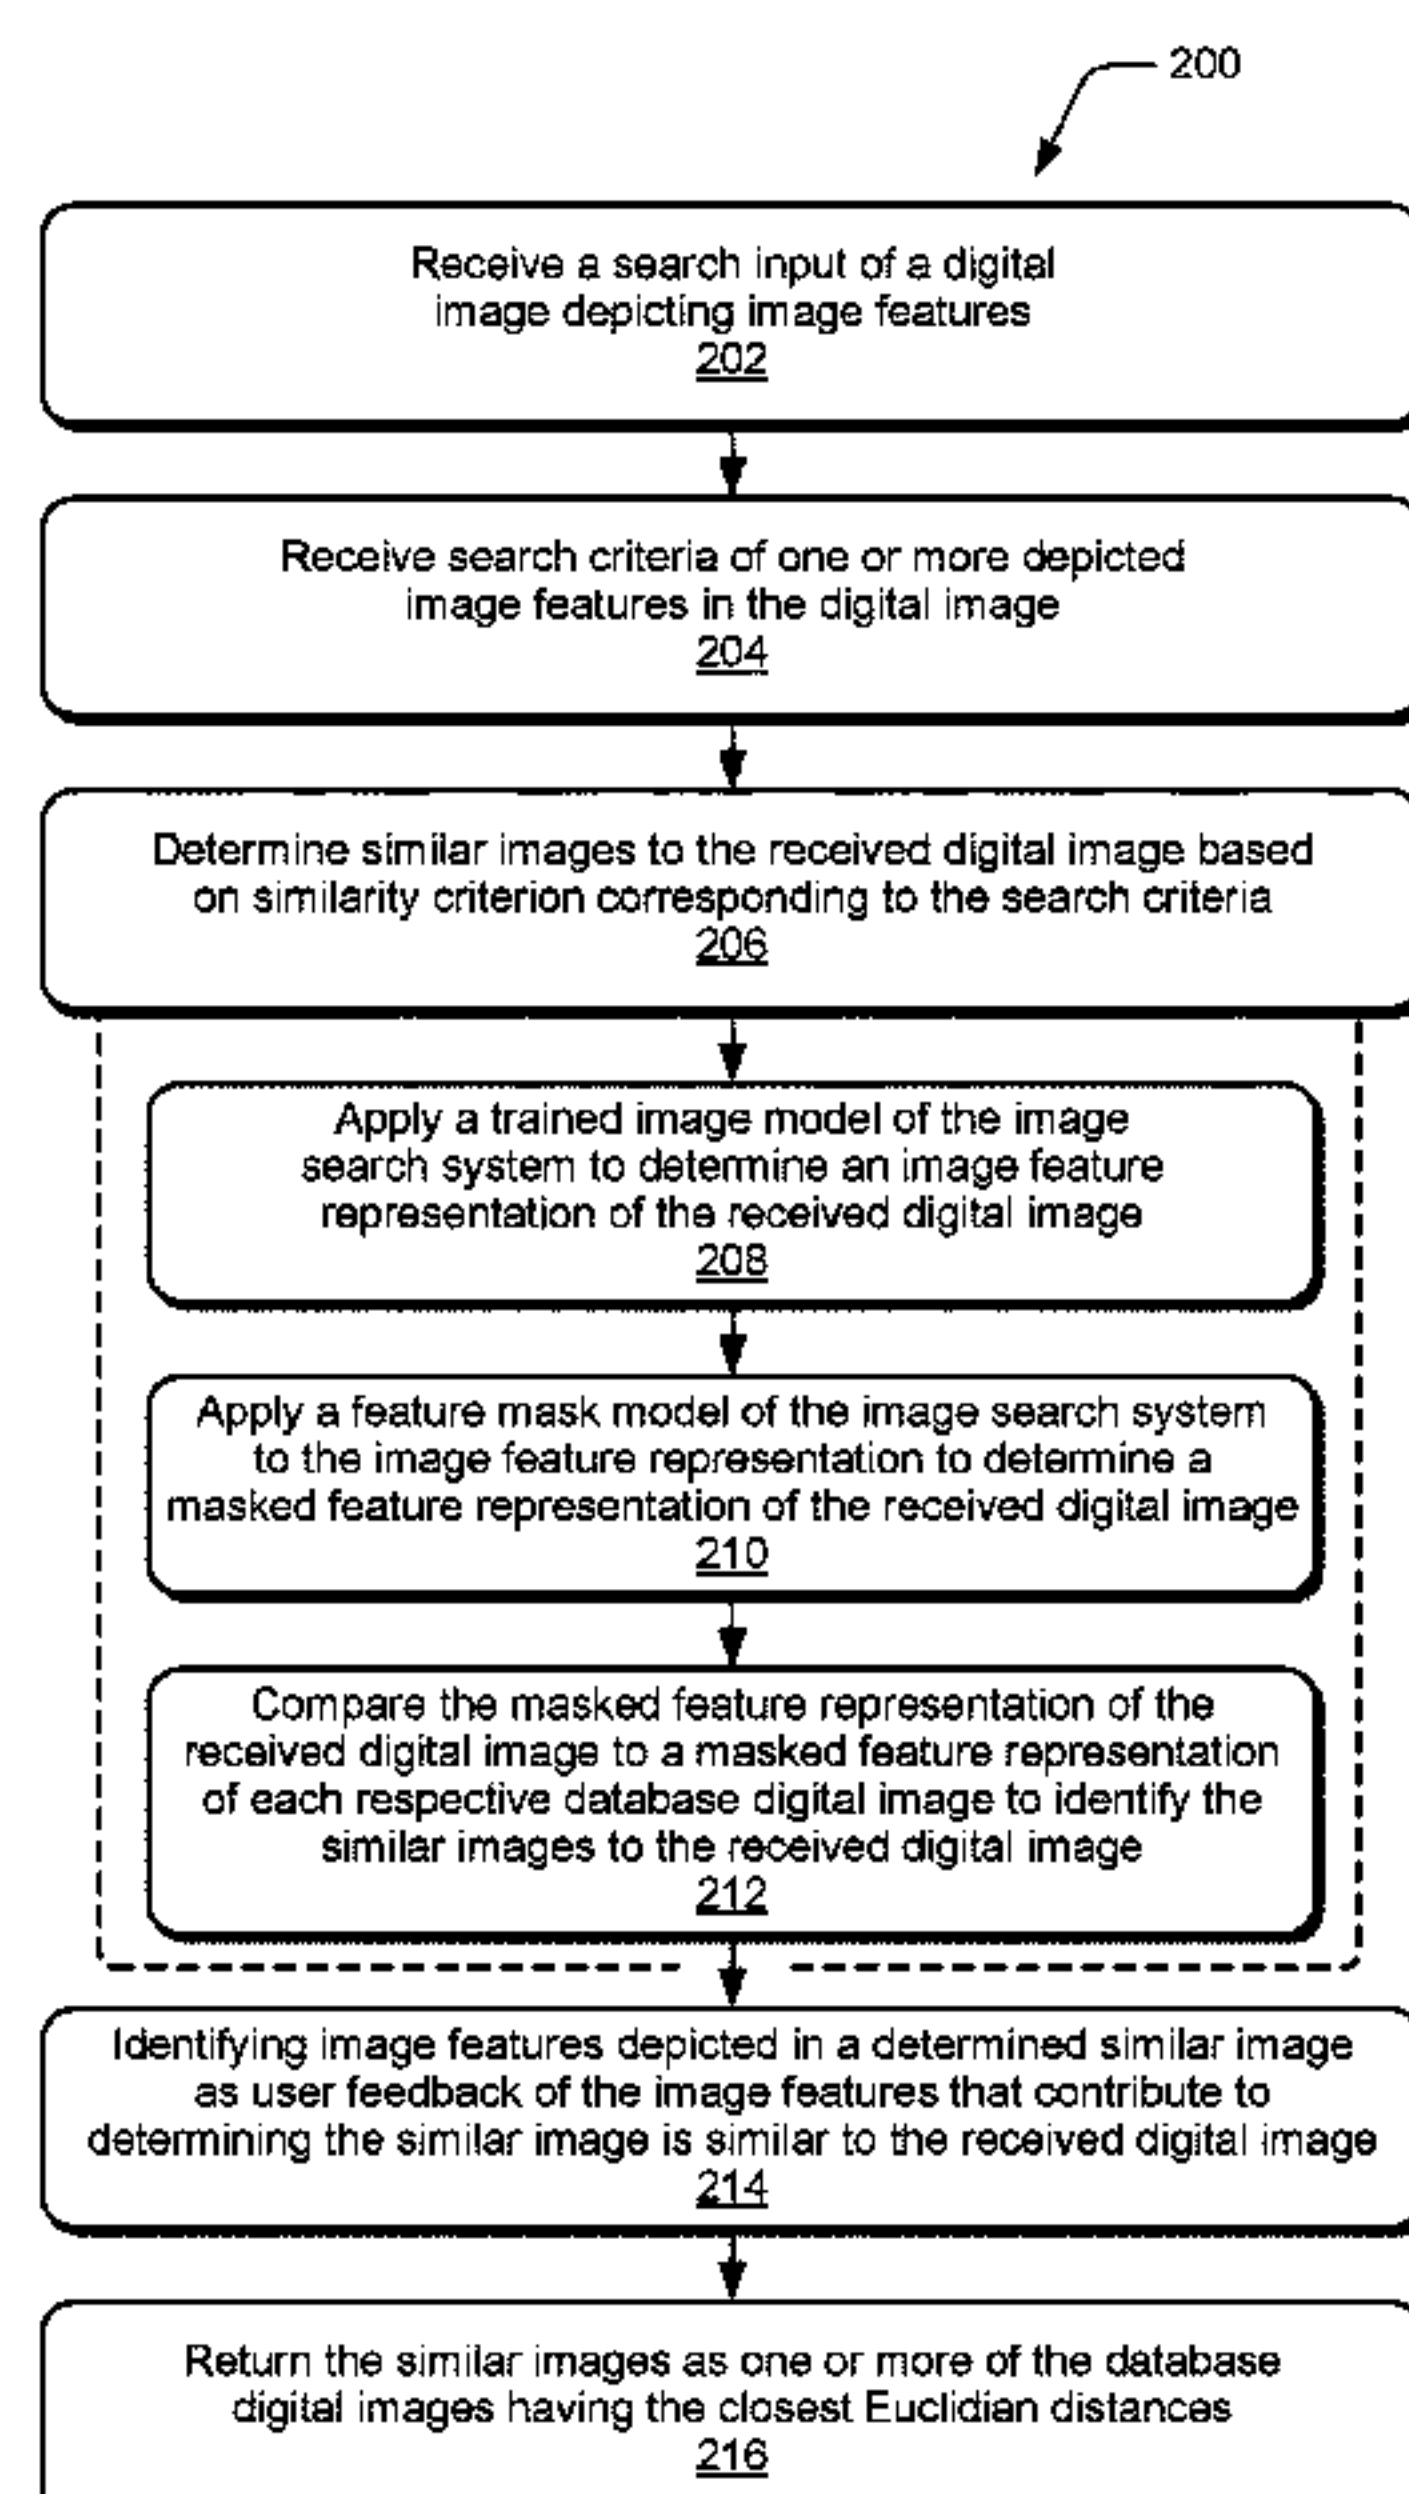 200
Receive a search input of a digital
image depicting image features
202
Receive search criteria of one or more depicted
image features in the digital image
204
Determine similar images to the received digital image based
on similarity criterion corresponding to the search criteria
206
Apply a trained image model of the image
search system to determine an image feature
representation of the received digital image
208
Apply a feature mask model of the image search system
to the image feature representation to determine a
masked feature representation of the received digital image
210
Compare the masked feature representation of the
received digital image to a masked feature representation
of each respective database digital image to identify the
similar images to the received digital image
212
Identifying image features depicted in a determined similar image
as user feedback of the image features that contribute to
determining the similar image is similar to the received digital image
214
Return the similar images as one or more of the database
digital images having the closest Euclidian distances
216